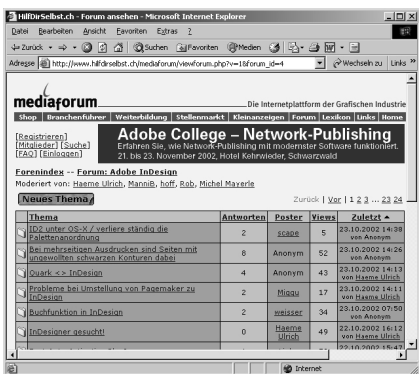 HilfDirSelbst.ch - Forum ansehen - Microsoft Internet Explorer
Datei Bearbeiten Ansicht Favoriten Extras ?
Zurück Suchen Favoriten Medien
Adresse http://www.hilfdirselbst.ch/mediaforum/viewforum.php?v=1&forum_id=4 Wechseln zu Links »
mediaforum Die Internetplattform der Grafischen Industrie
Shop | Branchenführer | Weiterbildung | Stellenmarkt | Kleinanzeigen | Forum | Lexikon | Links | Home
[Registrieren]
[Mitglieder] [Suche]
[FAQ] [Einloggen]
Adobe College – Network-Publishing
Erfahren Sie, wie Network-Publishing mit modernster Software funktioniert.
21. bis 23. November 2002, Hotel Kehrwieder, Schwarzwald
Forenindex -- Forum: Adobe InDesign
Moderiert von: Haeme Ulrich, ManniB, hoff, Rob, Michel Mayerle
Neues Thema Zurück | Vor | 1 2 3 ... 23 24
Thema Antworten Poster Views Zuletzt
ID2 unter OS-X / verliere ständig die Palettenanordnung 2 scape 5 23.10.2002 14:38 von Anonym
Bei mehrseitigen Ausdrucken sind Seiten mit ungewollten schwarzen Konturen dabei 8 Anonym 52 23.10.2002 14:26 von Anonym
Quark <> InDesign 4 Anonym 43 23.10.2002 14:13 von Haeme Ulrich
Probleme bei Umstellung von Pagemaker zu InDesign 2 Miggu 17 23.10.2002 14:11 von Haeme Ulrich
Buchfunktion in InDesign 2 weisser 34 23.10.2002 07:50 von Anonym
InDesigner gesucht! 0 Haeme Ulrich 49 22.10.2002 16:12 von Haeme Ulrich
22.10.2002 15:47
Internet